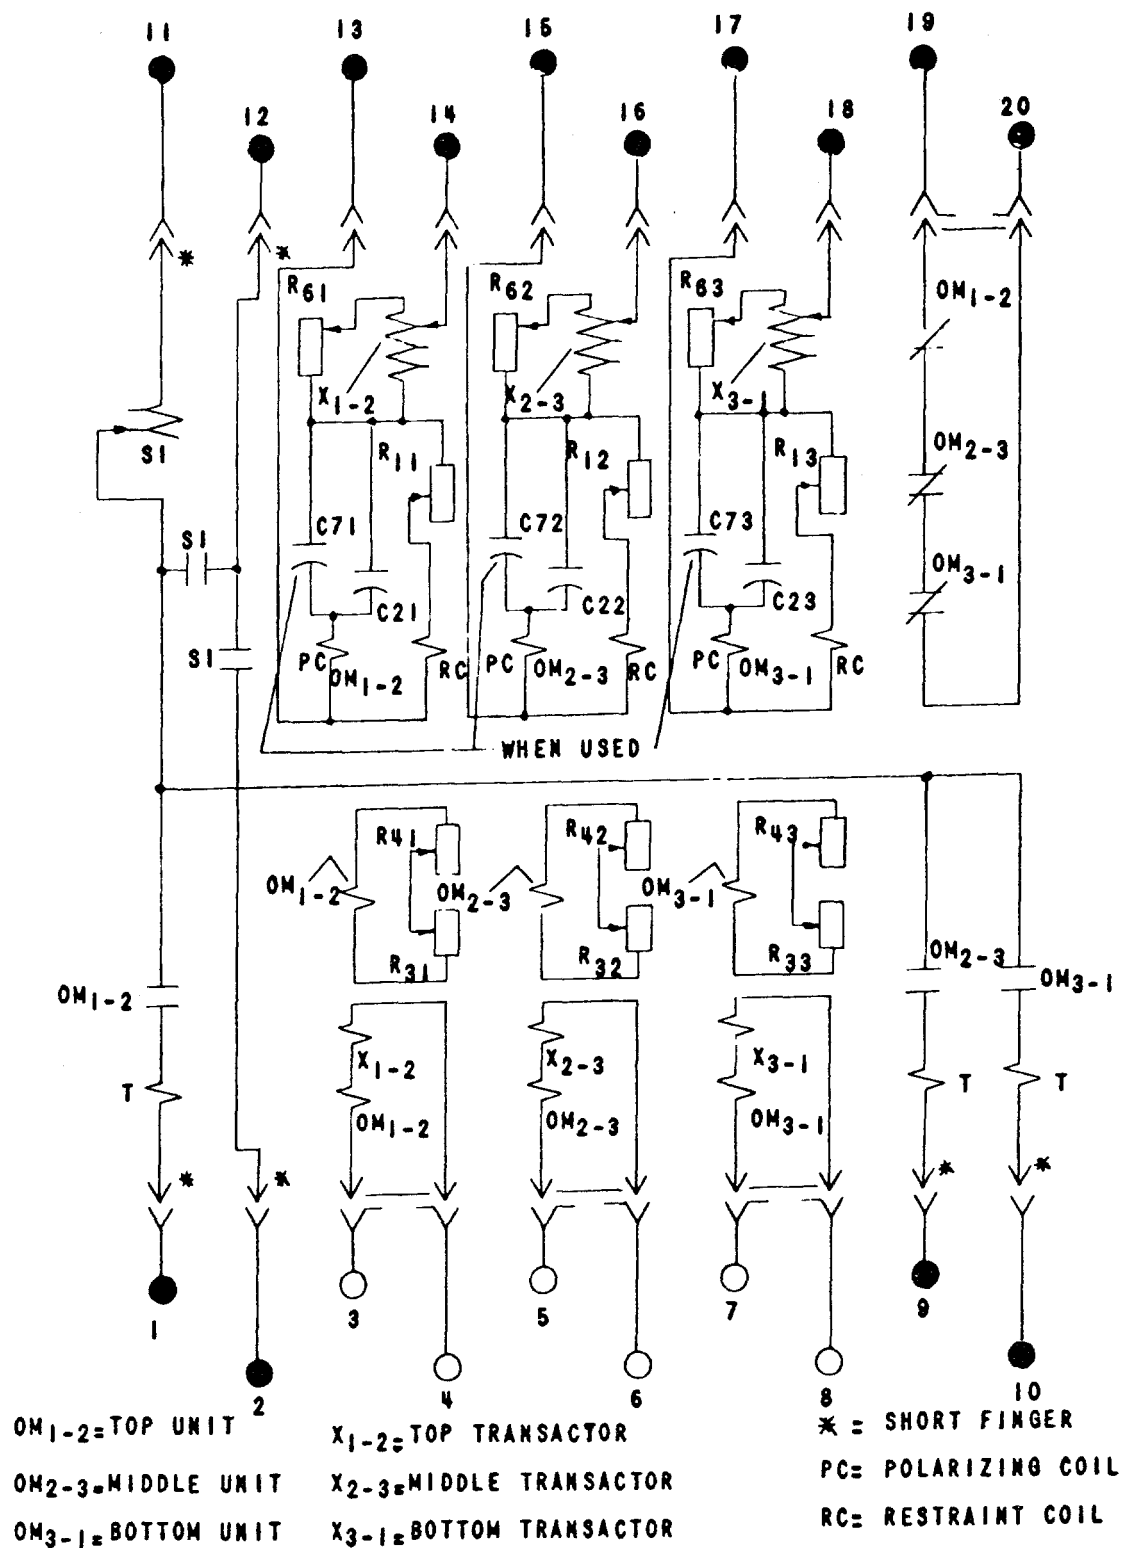 11
13
15
17
19
12
14
16
18
20
*
*
R61
R62
R63
OM1-2
X1-2
X2-3
X3-1
S1
R11
R12
R13
OM2-3
C71
C72
C73
S1
OM3-1
C21
C22
C23
S1
PC
OM1-2
RC
PC
OM2-3
RC
PC
OM3-1
RC
WHEN USED
R41
R42
R43
OM1-2
OM2-3
OM3-1
R31
R32
R33
OM2-3
OM3-1
OM1-2
X1-2
X2-3
X3-1
T
T
T
OM1-2
OM2-3
OM3-1
*
*
*
*
1
3
5
7
9
2
4
6
8
10
OM1-2=TOP UNIT
X1-2=TOP TRANSACTOR
* = SHORT FINGER
OM2-3=MIDDLE UNIT
X2-3=MIDDLE TRANSACTOR
PC= POLARIZING COIL
OM3-1=BOTTOM UNIT
X3-1=BOTTOM TRANSACTOR
RC= RESTRAINT COIL